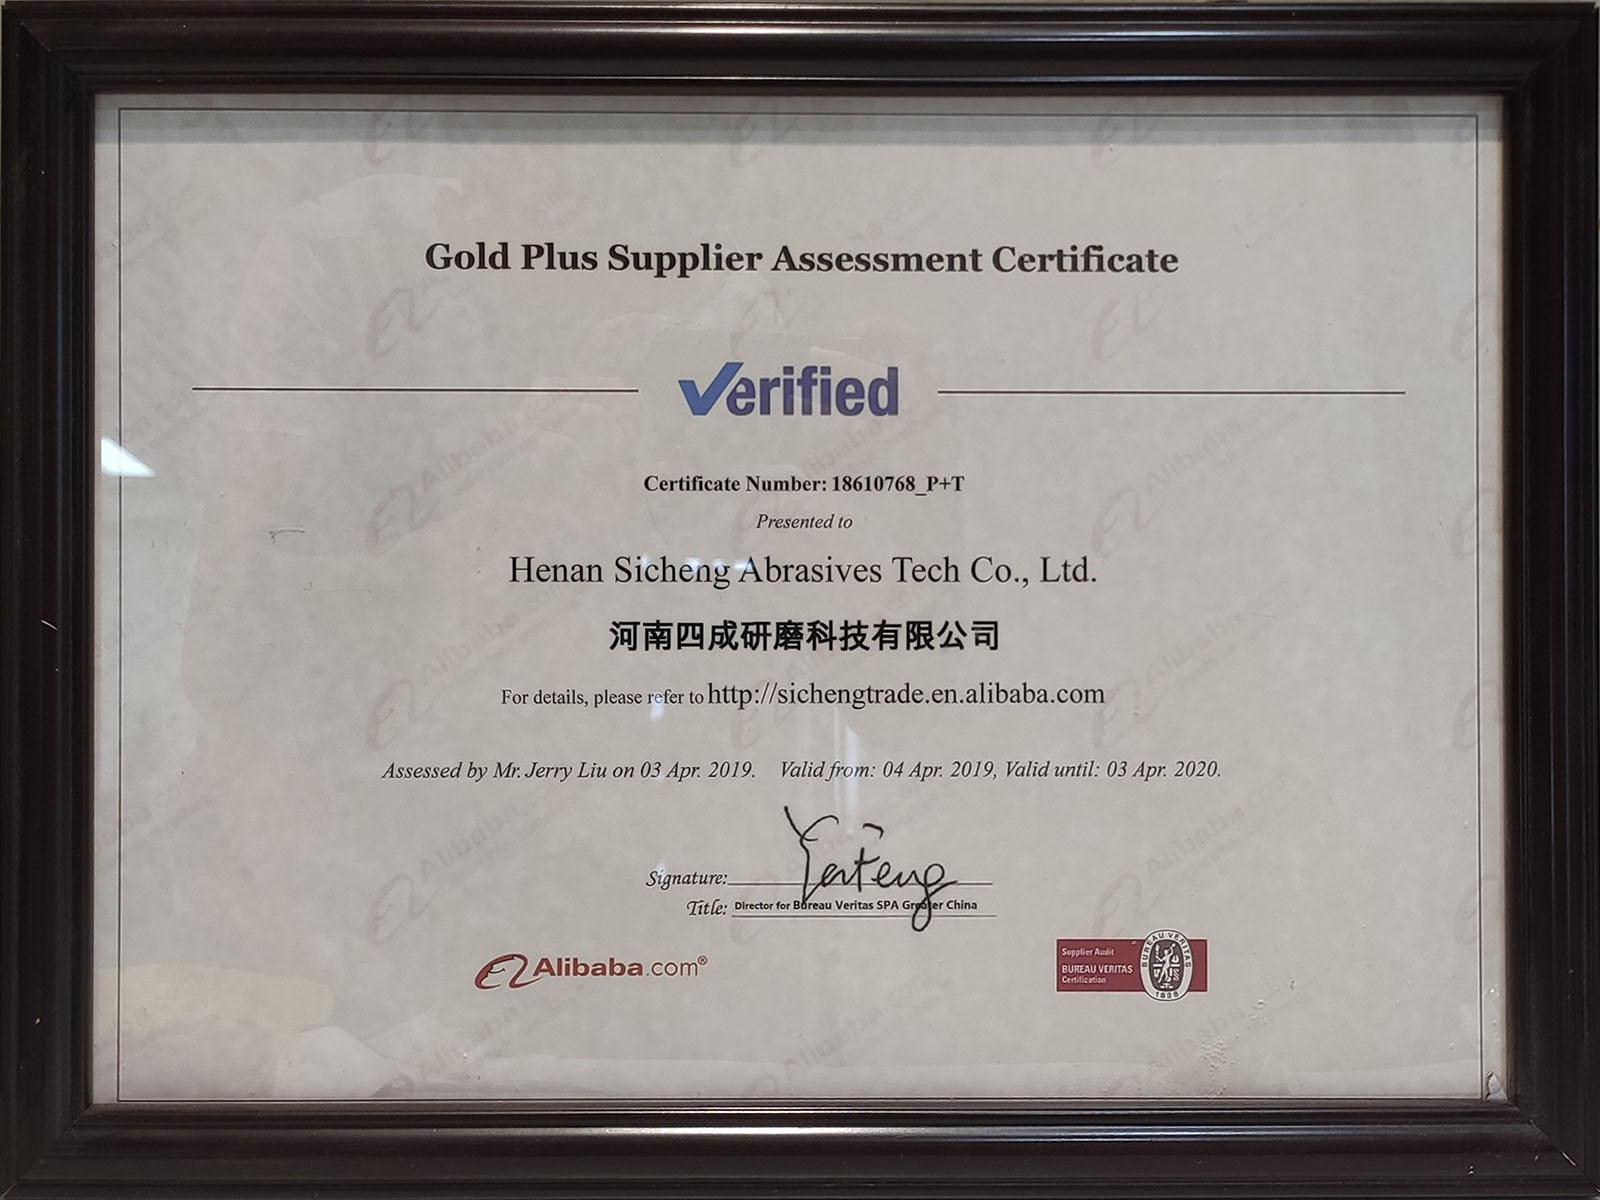 Gold Plus Supplier Assessment Certificate
Verified
Certificate Number: 18610768_P+T
Presented to
Henan Sicheng Abrasives Tech Co., Ltd.
河南四成研磨科技有限公司
For details, please refer to http://sichengtrade.en.alibaba.com
Assessed by Mr. Jerry Liu on 03 Apr. 2019. Valid from: 04 Apr. 2019, Valid until: 03 Apr. 2020.
Signature:
Title: Director for Bureau Veritas SPA Greater China
Alibaba.com®
Supplier Audit
BUREAU VERITAS
Certification
BUREAU VERITAS
1828